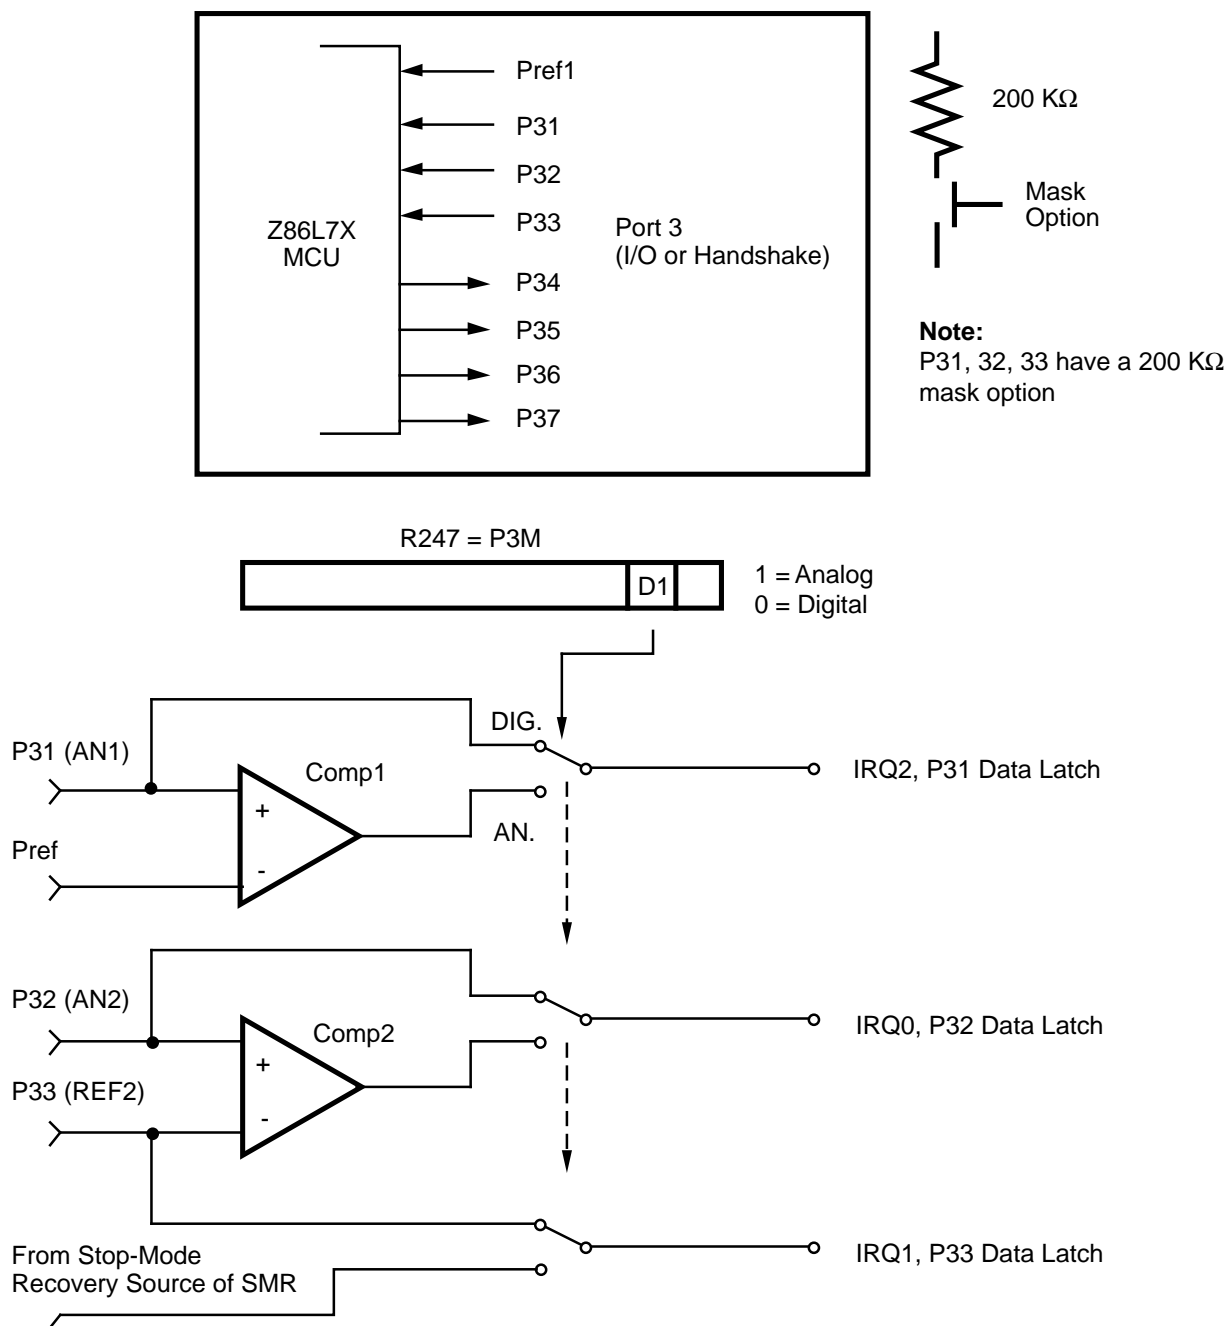 Pref1
P31
P32
P33
P34
P35
P36
P37
Z86L7X
MCU
Port 3
(I/O or Handshake)
200 KΩ
Mask
Option
Note:
P31, 32, 33 have a 200 KΩ
mask option
R247 = P3M
D1
1 = Analog
0 = Digital
DIG.
P31 (AN1)
Comp1
+
-
AN.
Pref
IRQ2, P31 Data Latch
P32 (AN2)
Comp2
+
-
P33 (REF2)
IRQ0, P32 Data Latch
From Stop-Mode
Recovery Source of SMR
IRQ1, P33 Data Latch